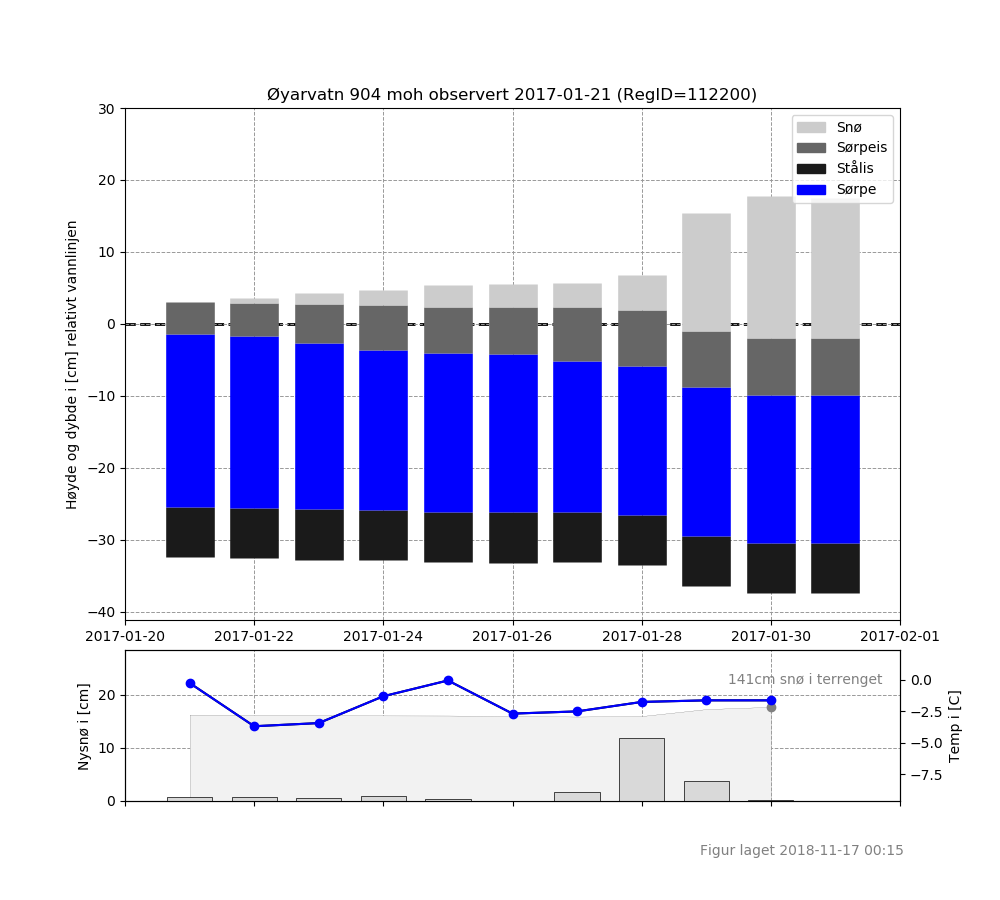 Øyarvatn 904 moh observert 2017-01-21 (RegID=112200)
Høyde og dybde i [cm] relativt vannlinjen
30
20
10
0
−10
−20
−30
−40
Snø
Sørpeis
Stålis
Sørpe
2017-01-20 2017-01-22 2017-01-24 2017-01-26 2017-01-28 2017-01-30 2017-02-01
Nysnø i [cm]
20
10
0
141cm snø i terrenget
0.0
−2.5
−5.0
−7.5
Temp i [C]
Figur laget 2018-11-17 00:15